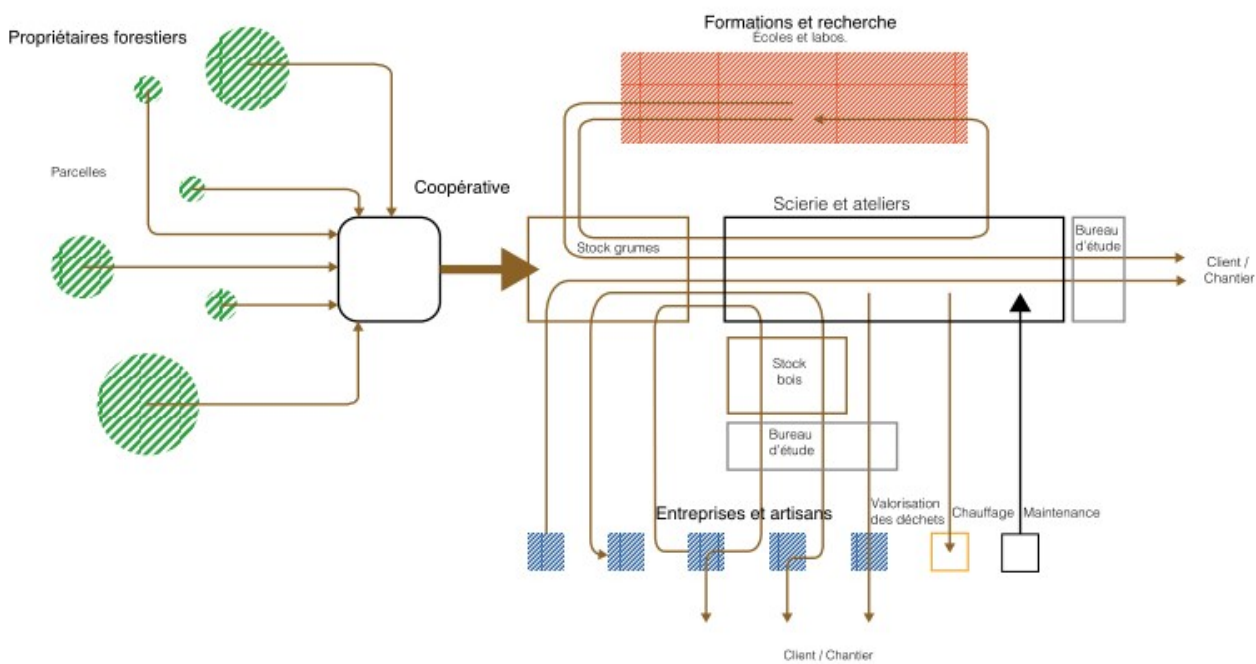 Formations et recherche
Écoles et labos.
Propriétaires forestiers
Parcelles
Coopérative
Scierie et ateliers
Stock grumes
Bureau
d'étude
Client /
Chantier
Stock
bois
Bureau
d'étude
Entreprises et artisans
Valorisation
des déchets
Chauffage
Maintenance
Client / Chantier